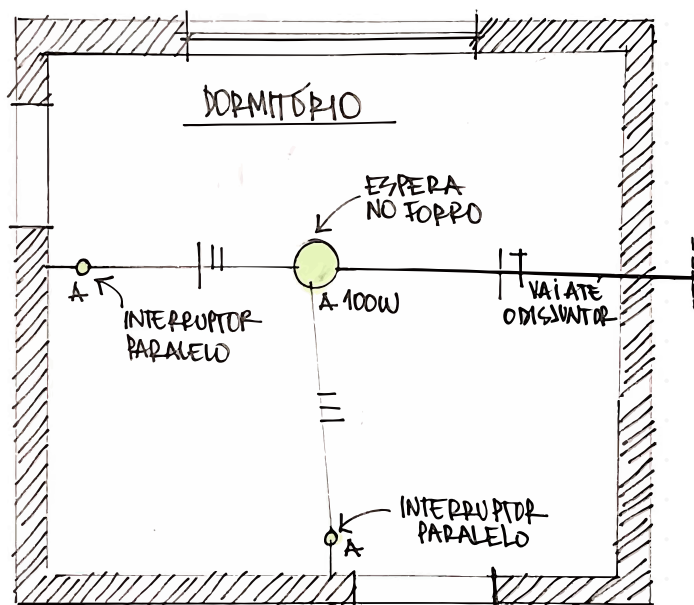 DORMITÓRIO
ESPERA
NO FORRO
A
A 100W
VAI ATÉ
O DISJUNTOR
INTERRUPTOR
PARALELO
INTERRUPTOR
PARALELO
A